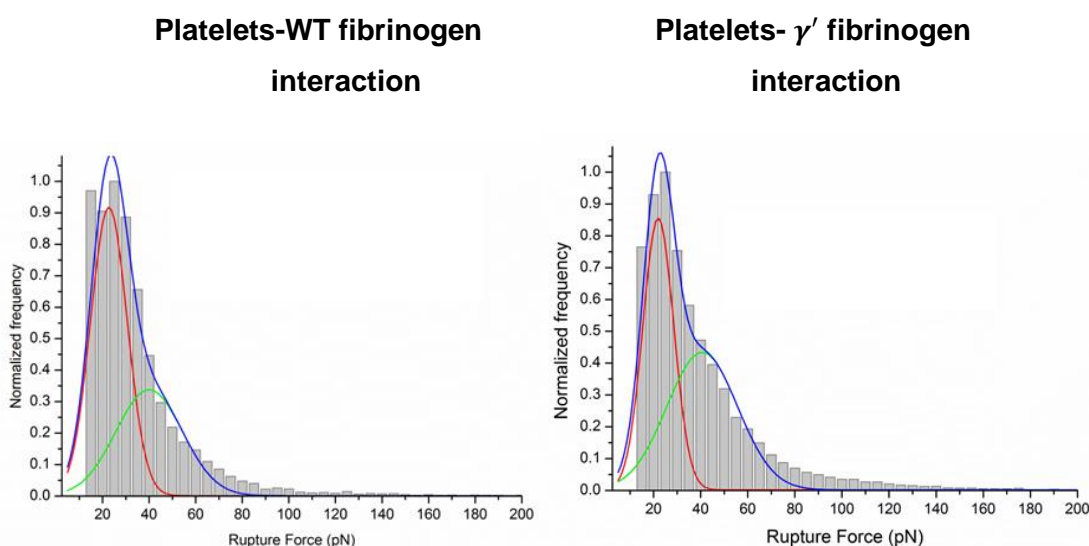 Platelets-WT fibrinogen
interaction
Platelets- γ′ fibrinogen
interaction
1.0
0.9
0.8
0.7
0.6
0.5
0.4
0.3
0.2
0.1
0.0
Normalized frequency
20 40 60 80 100 120 140 160 180 200
Rupture Force (pN)
1.0
0.9
0.8
0.7
0.6
0.5
0.4
0.3
0.2
0.1
0.0
Normalized frequency
20 40 60 80 100 120 140 160 180 200
Rupture Force (pN)